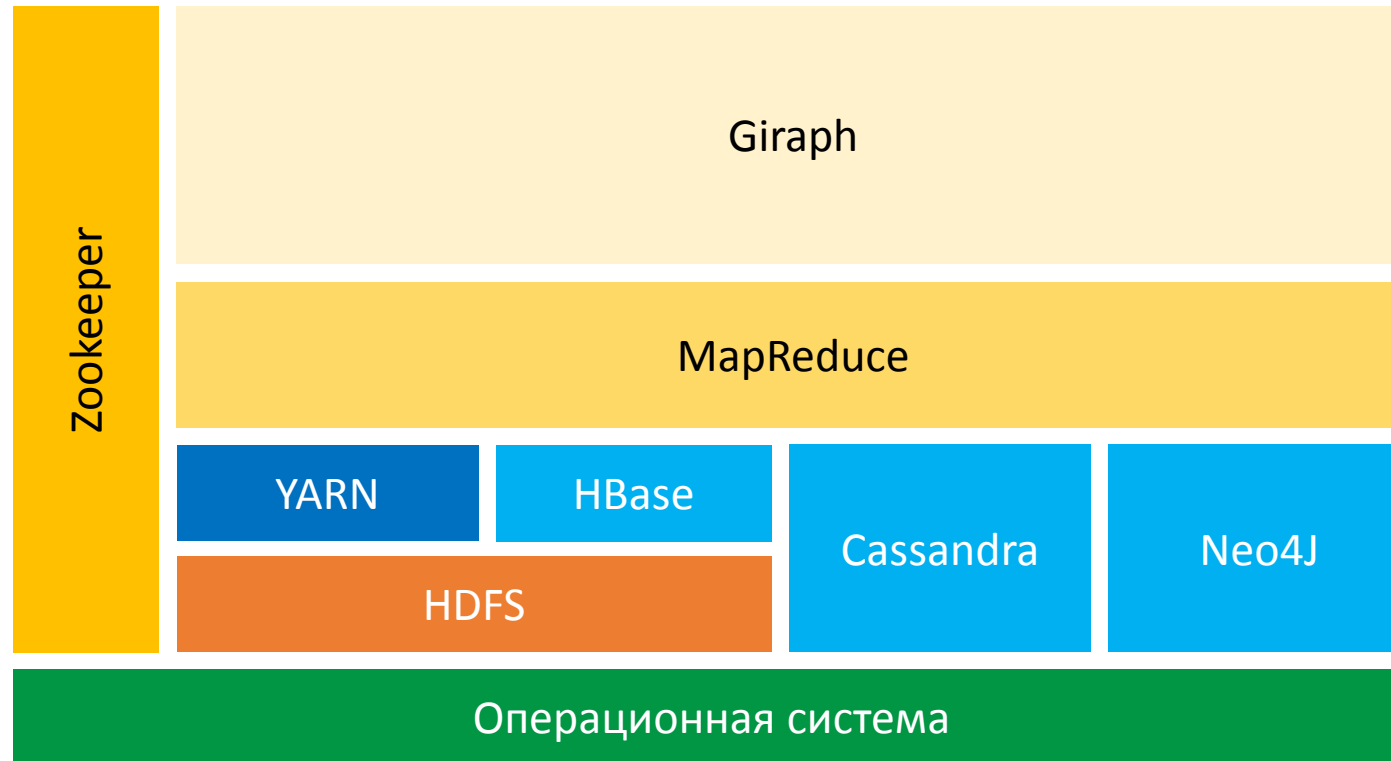 Zookeeper
Giraph
MapReduce
YARN
HBase
Cassandra
Neo4J
HDFS
Операционная система